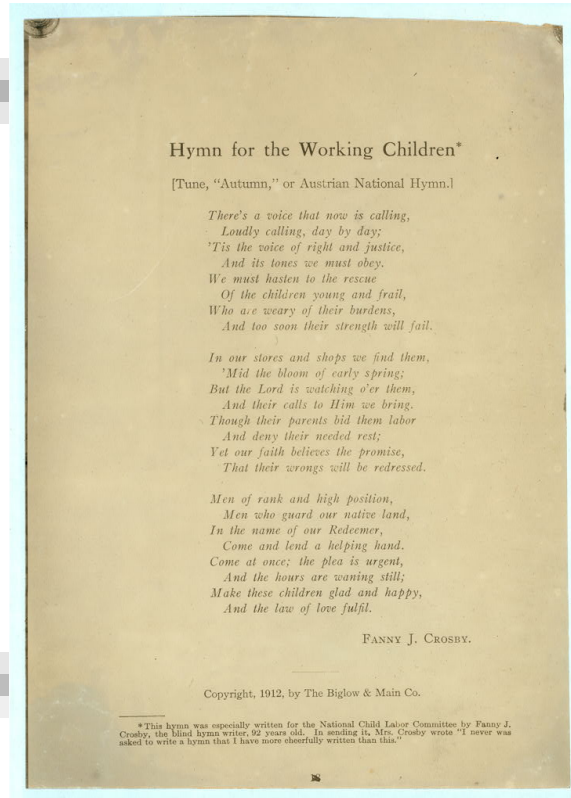 Hymn for the Working Children*
[Tune, "Autumn," or Austrian National Hymn.]
There's a voice that now is calling,
Loudly calling, day by day;
'Tis the voice of right and justice,
And its tones we must obey.
We must hasten to the rescue
Of the children young and frail,
Who are weary of their burdens,
And too soon their strength will fail.
In our stores and shops we find them,
'Mid the bloom of early spring;
But the Lord is watching o'er them,
And their calls to Him we bring.
Though their parents bid them labor
And deny their needed rest;
Yet our faith believes the promise,
That their wrongs will be redressed.
Men of rank and high position,
Men who guard our native land,
In the name of our Redeemer,
Come and lend a helping hand.
Come at once; the plea is urgent,
And the hours are waning still;
Make these children glad and happy,
And the law of love fulfil.
Fanny J. Crosby.
Copyright, 1912, by The Biglow & Main Co.
*This hymn was especially written for the National Child Labor Committee by Fanny J.
Crosby, the blind hymn writer, 92 years old. In sending it, Mrs. Crosby wrote "I never was
asked to write a hymn that I have more cheerfully written than this."